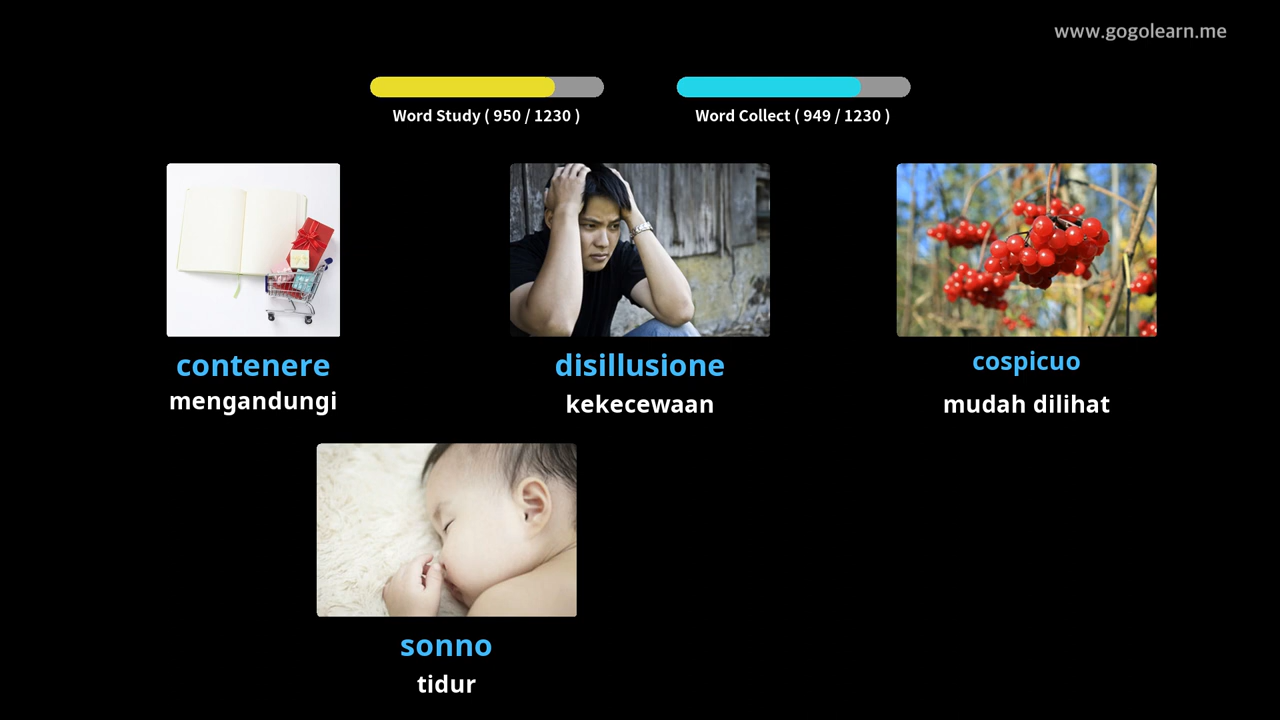 www.gogolearn.me
Word Study ( 950 / 1230 )
Word Collect ( 949 / 1230 )
contenere
mengandungi
disillusione
kekecewaan
cospicuo
mudah dilihat
sonno
tidur